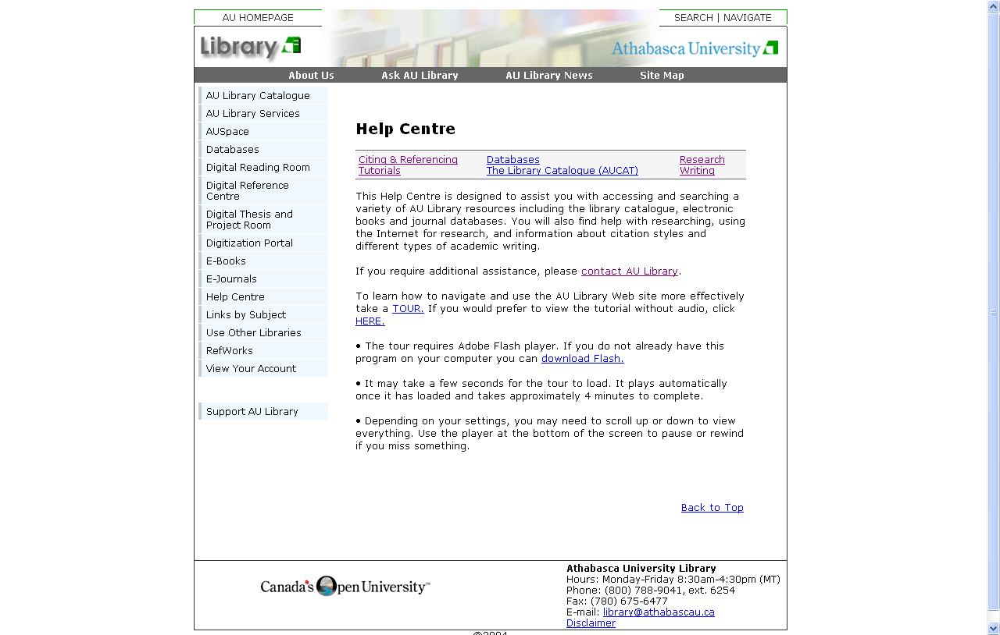 AU HOMEPAGE
SEARCH | NAVIGATE
Library
Athabasca University
About Us
Ask AU Library
AU Library News
Site Map
AU Library Catalogue
AU Library Services
AUSpace
Databases
Digital Reading Room
Digital Reference
Centre
Digital Thesis and
Project Room
Digitization Portal
E-Books
E-Journals
Help Centre
Links by Subject
Use Other Libraries
RefWorks
View Your Account
Support AU Library
Help Centre
Citing & Referencing
Databases
Research
Tutorials
The Library Catalogue (AUCAT)
Writing
This Help Centre is designed to assist you with accessing and searching a
variety of AU Library resources including the library catalogue, electronic
books and journal databases. You will also find help with researching, using
the Internet for research, and information about citation styles and
different types of academic writing.
If you require additional assistance, please contact AU Library.
To learn how to navigate and use the AU Library Web site more effectively
take a TOUR. If you would prefer to view the tutorial without audio, click
HERE.
• The tour requires Adobe Flash player. If you do not already have this
program on your computer you can download Flash.
• It may take a few seconds for the tour to load. It plays automatically
once it has loaded and takes approximately 4 minutes to complete.
• Depending on your settings, you may need to scroll up or down to view
everything. Use the player at the bottom of the screen to pause or rewind
if you miss something.
Back to Top
Canada's Open University™
Athabasca University Library
Hours: Monday-Friday 8:30am-4:30pm (MT)
Phone: (800) 788-9041, ext. 6254
Fax: (780) 675-6477
E-mail: library@athabascau.ca
Disclaimer